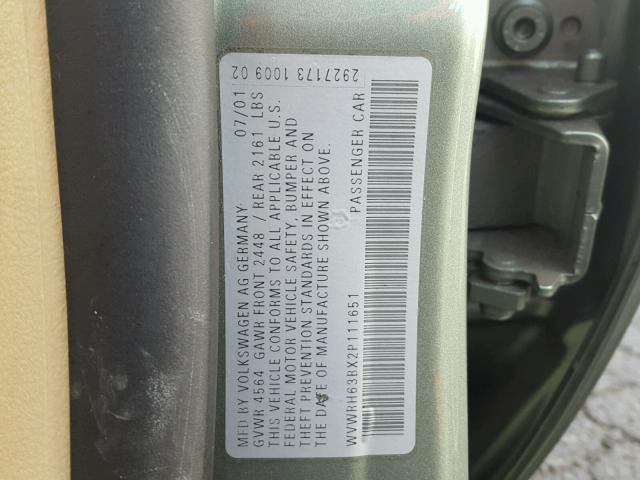 MFD BY VOLKSWAGEN AG GERMANY 07/01
GVWR 4564 GAWR FRONT 2448 / REAR 2161 LBS
THIS VEHICLE CONFORMS TO ALL APPLICABLE U.S.
FEDERAL MOTOR VEHICLE SAFETY, BUMPER AND
THEFT PREVENTION STANDARDS IN EFFECT ON
THE DATE OF MANUFACTURE SHOWN ABOVE.
WVWRH63BX2P111651 PASSENGER CAR
2927173 1009 02